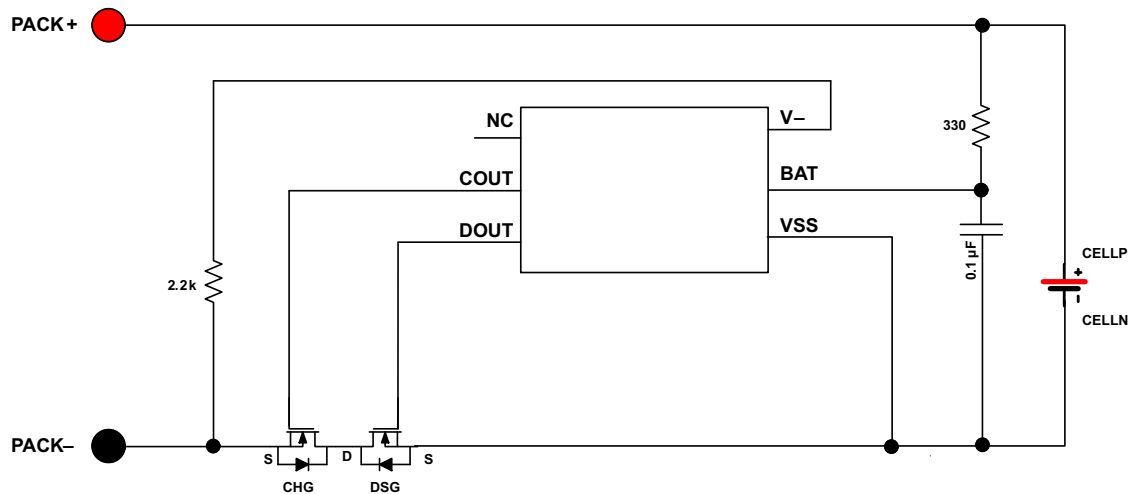 PACK+
NC
V–
330
COUT
BAT
DOUT
VSS
0.1 µF
CELLP
+
2.2k
-
CELLN
PACK–
S
D
S
CHG
DSG